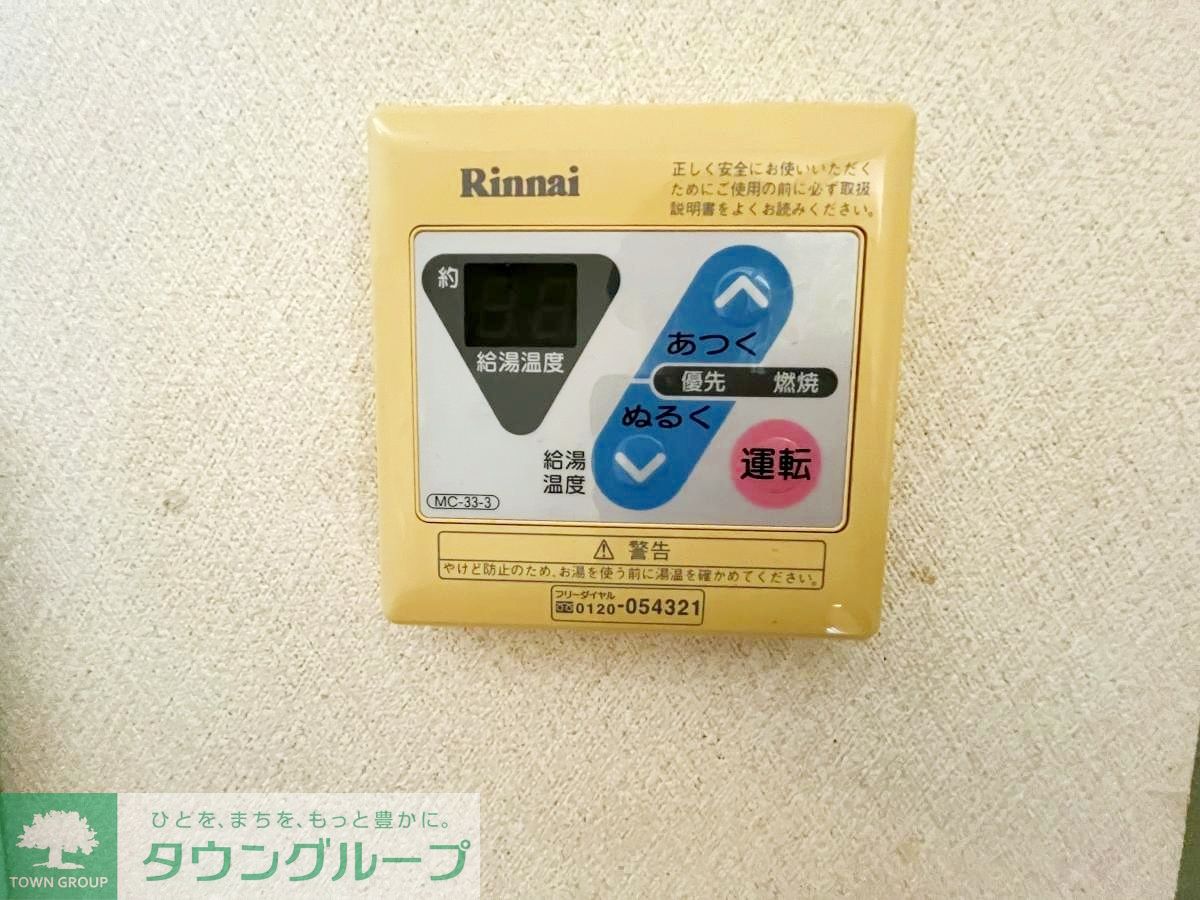 Rinnai
正しく安全にお使いいただく
ためにご使用の前に必ず取扱
説明書をよくお読みください。
約
給湯温度
あつく
優先 燃焼
ぬるく
給湯
温度
運転
MC-33-3
⚠ 警告
やけど防止のため、お湯を使う前に湯温を確かめてください。
フリーダイヤル
0120-054321
ひとを、まちを、もっと豊かに。
タウングループ
TOWN GROUP